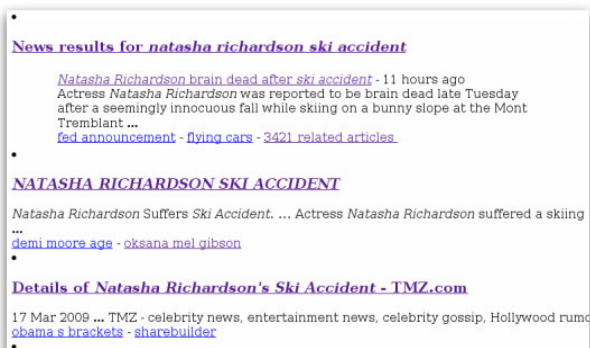 News results for natasha richardson ski accident
Natasha Richardson brain dead after ski accident - 11 hours ago
Actress Natasha Richardson was reported to be brain dead late Tuesday
after a seemingly innocuous fall while skiing on a bunny slope at the Mont
Tremblant ...
fed announcement - flying cars - 3421 related articles
NATASHA RICHARDSON SKI ACCIDENT
Natasha Richardson Suffers Ski Accident. ... Actress Natasha Richardson suffered a skiing
...
demi moore age - oksana mel gibson
Details of Natasha Richardson's Ski Accident - TMZ.com
17 Mar 2009 ... TMZ - celebrity news, entertainment news, celebrity gossip, Hollywood
obama s brackets - sharebuilder